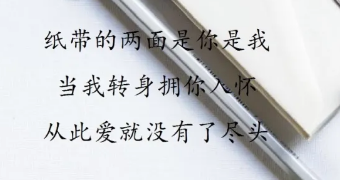 纸带的两面是你是我
当我转身拥你入怀
从此爱就没有了尽头